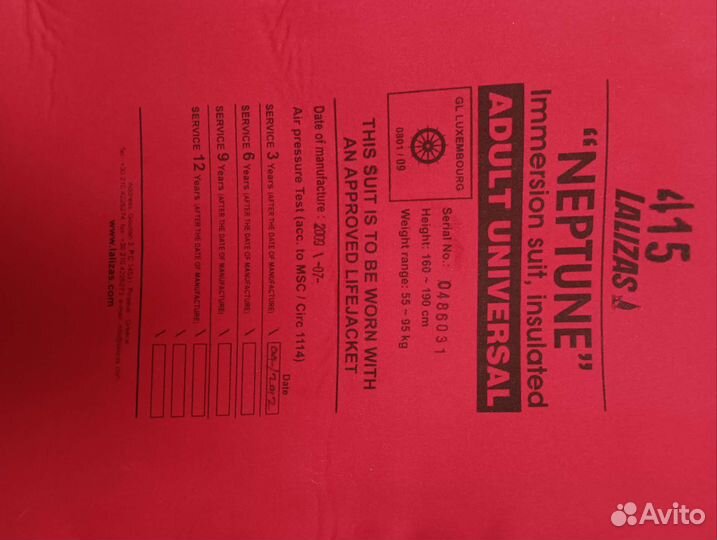 415
LALIZAS
"NEPTUNE"
Immersion suit, insulated
ADULT UNIVERSAL
GL LUXEMBOURG
0801 / 09
Serial No.: 0486031
Height: 160 ~ 190 cm
Weight range: 55 ~ 95 kg
THIS SUIT IS TO BE WORN WITH
AN APPROVED LIFEJACKET
Date of manufacture : 2009 \ -07-
Air pressure Test (acc. to MSC / Circ 1114)
Date
SERVICE 3 Years (AFTER THE DATE OF MANUFACTURE) \
SERVICE 6 Years (AFTER THE DATE OF MANUFACTURE) \
SERVICE 9 Years (AFTER THE DATE OF MANUFACTURE) \
SERVICE 12 Years (AFTER THE DATE OF MANUFACTURE) \
www.lalizas.com
Avito